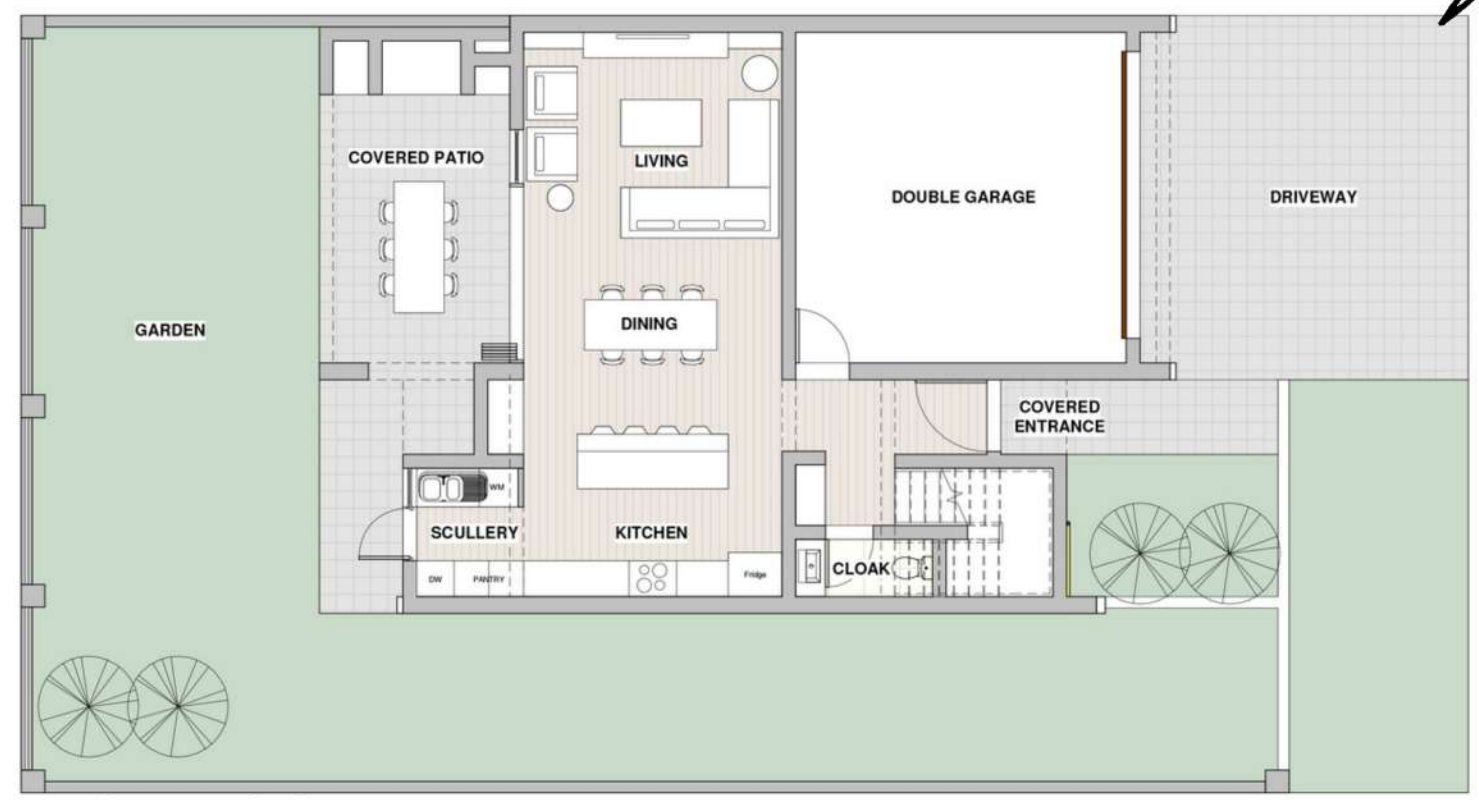 COVERED PATIO
LIVING
DOUBLE GARAGE
DRIVEWAY
GARDEN
DINING
COVERED
ENTRANCE
WM
SCULLERY
KITCHEN
DW
PANTRY
Fridge
CLOAK